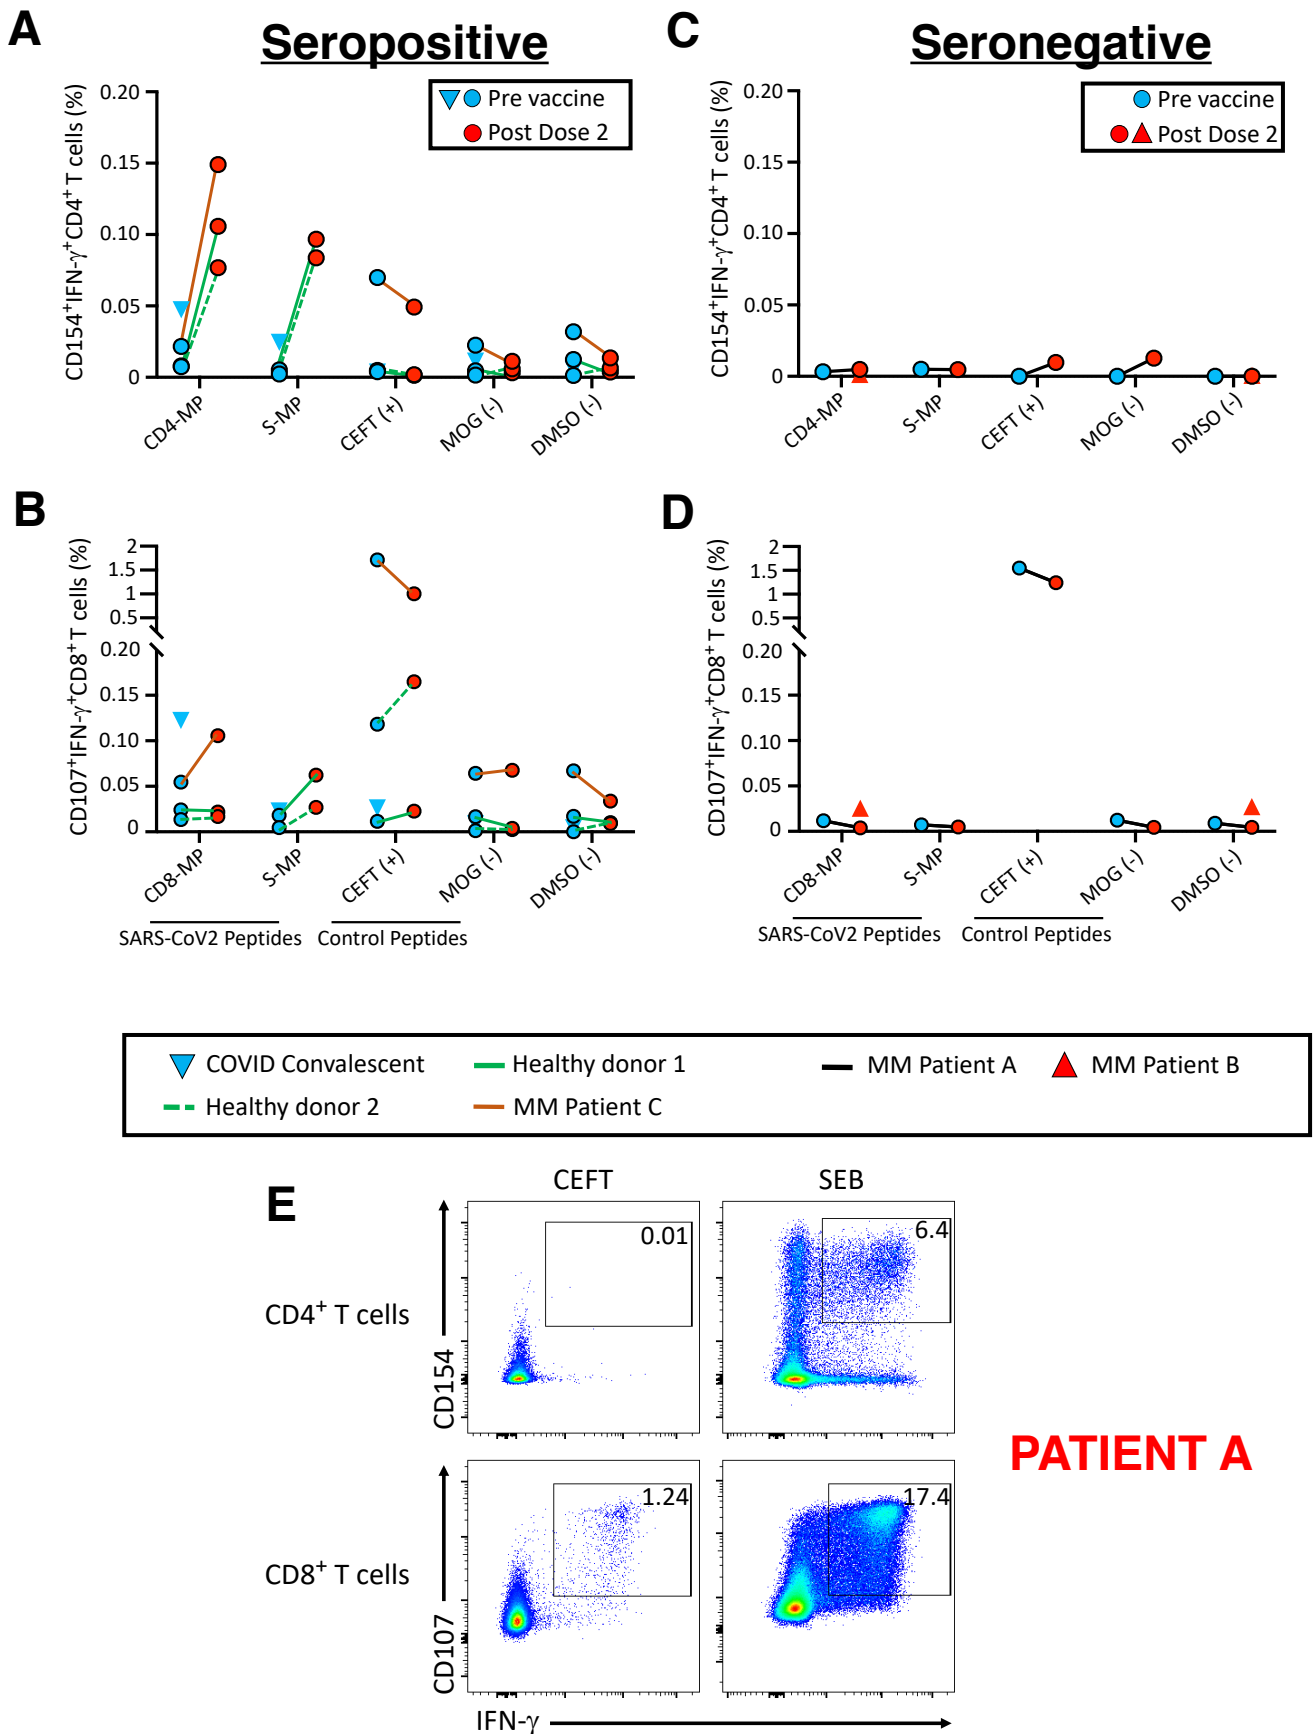 A
Seropositive
CD154+IFN-γ+CD4+ T cells (%)
0.20
0.15
0.10
0.05
0
Pre vaccine
Post Dose 2
CD4-MP
S-MP
CEFT (+)
MOG (-)
DMSO (-)
C
Seronegative
CD154+IFN-γ+CD4+ T cells (%)
0.20
0.15
0.10
0.05
0
Pre vaccine
Post Dose 2
CD4-MP
S-MP
CEFT (+)
MOG (-)
DMSO (-)
B
CD107+IFN-γ+CD8+ T cells (%)
2
1.5
1
0.5
0.20
0.15
0.10
0.05
0
CD8-MP
S-MP
CEFT (+)
MOG (-)
DMSO (-)
SARS-CoV2 Peptides
Control Peptides
D
CD107+IFN-γ+CD8+ T cells (%)
2
1.5
1
0.5
0.20
0.15
0.10
0.05
0
CD8-MP
S-MP
CEFT (+)
MOG (-)
DMSO (-)
SARS-CoV2 Peptides
Control Peptides
COVID Convalescent
Healthy donor 1
MM Patient A
MM Patient B
Healthy donor 2
MM Patient C
E
CEFT
SEB
CD4+ T cells
CD154
0.01
6.4
PATIENT A
CD8+ T cells
CD107
1.24
17.4
IFN-γ